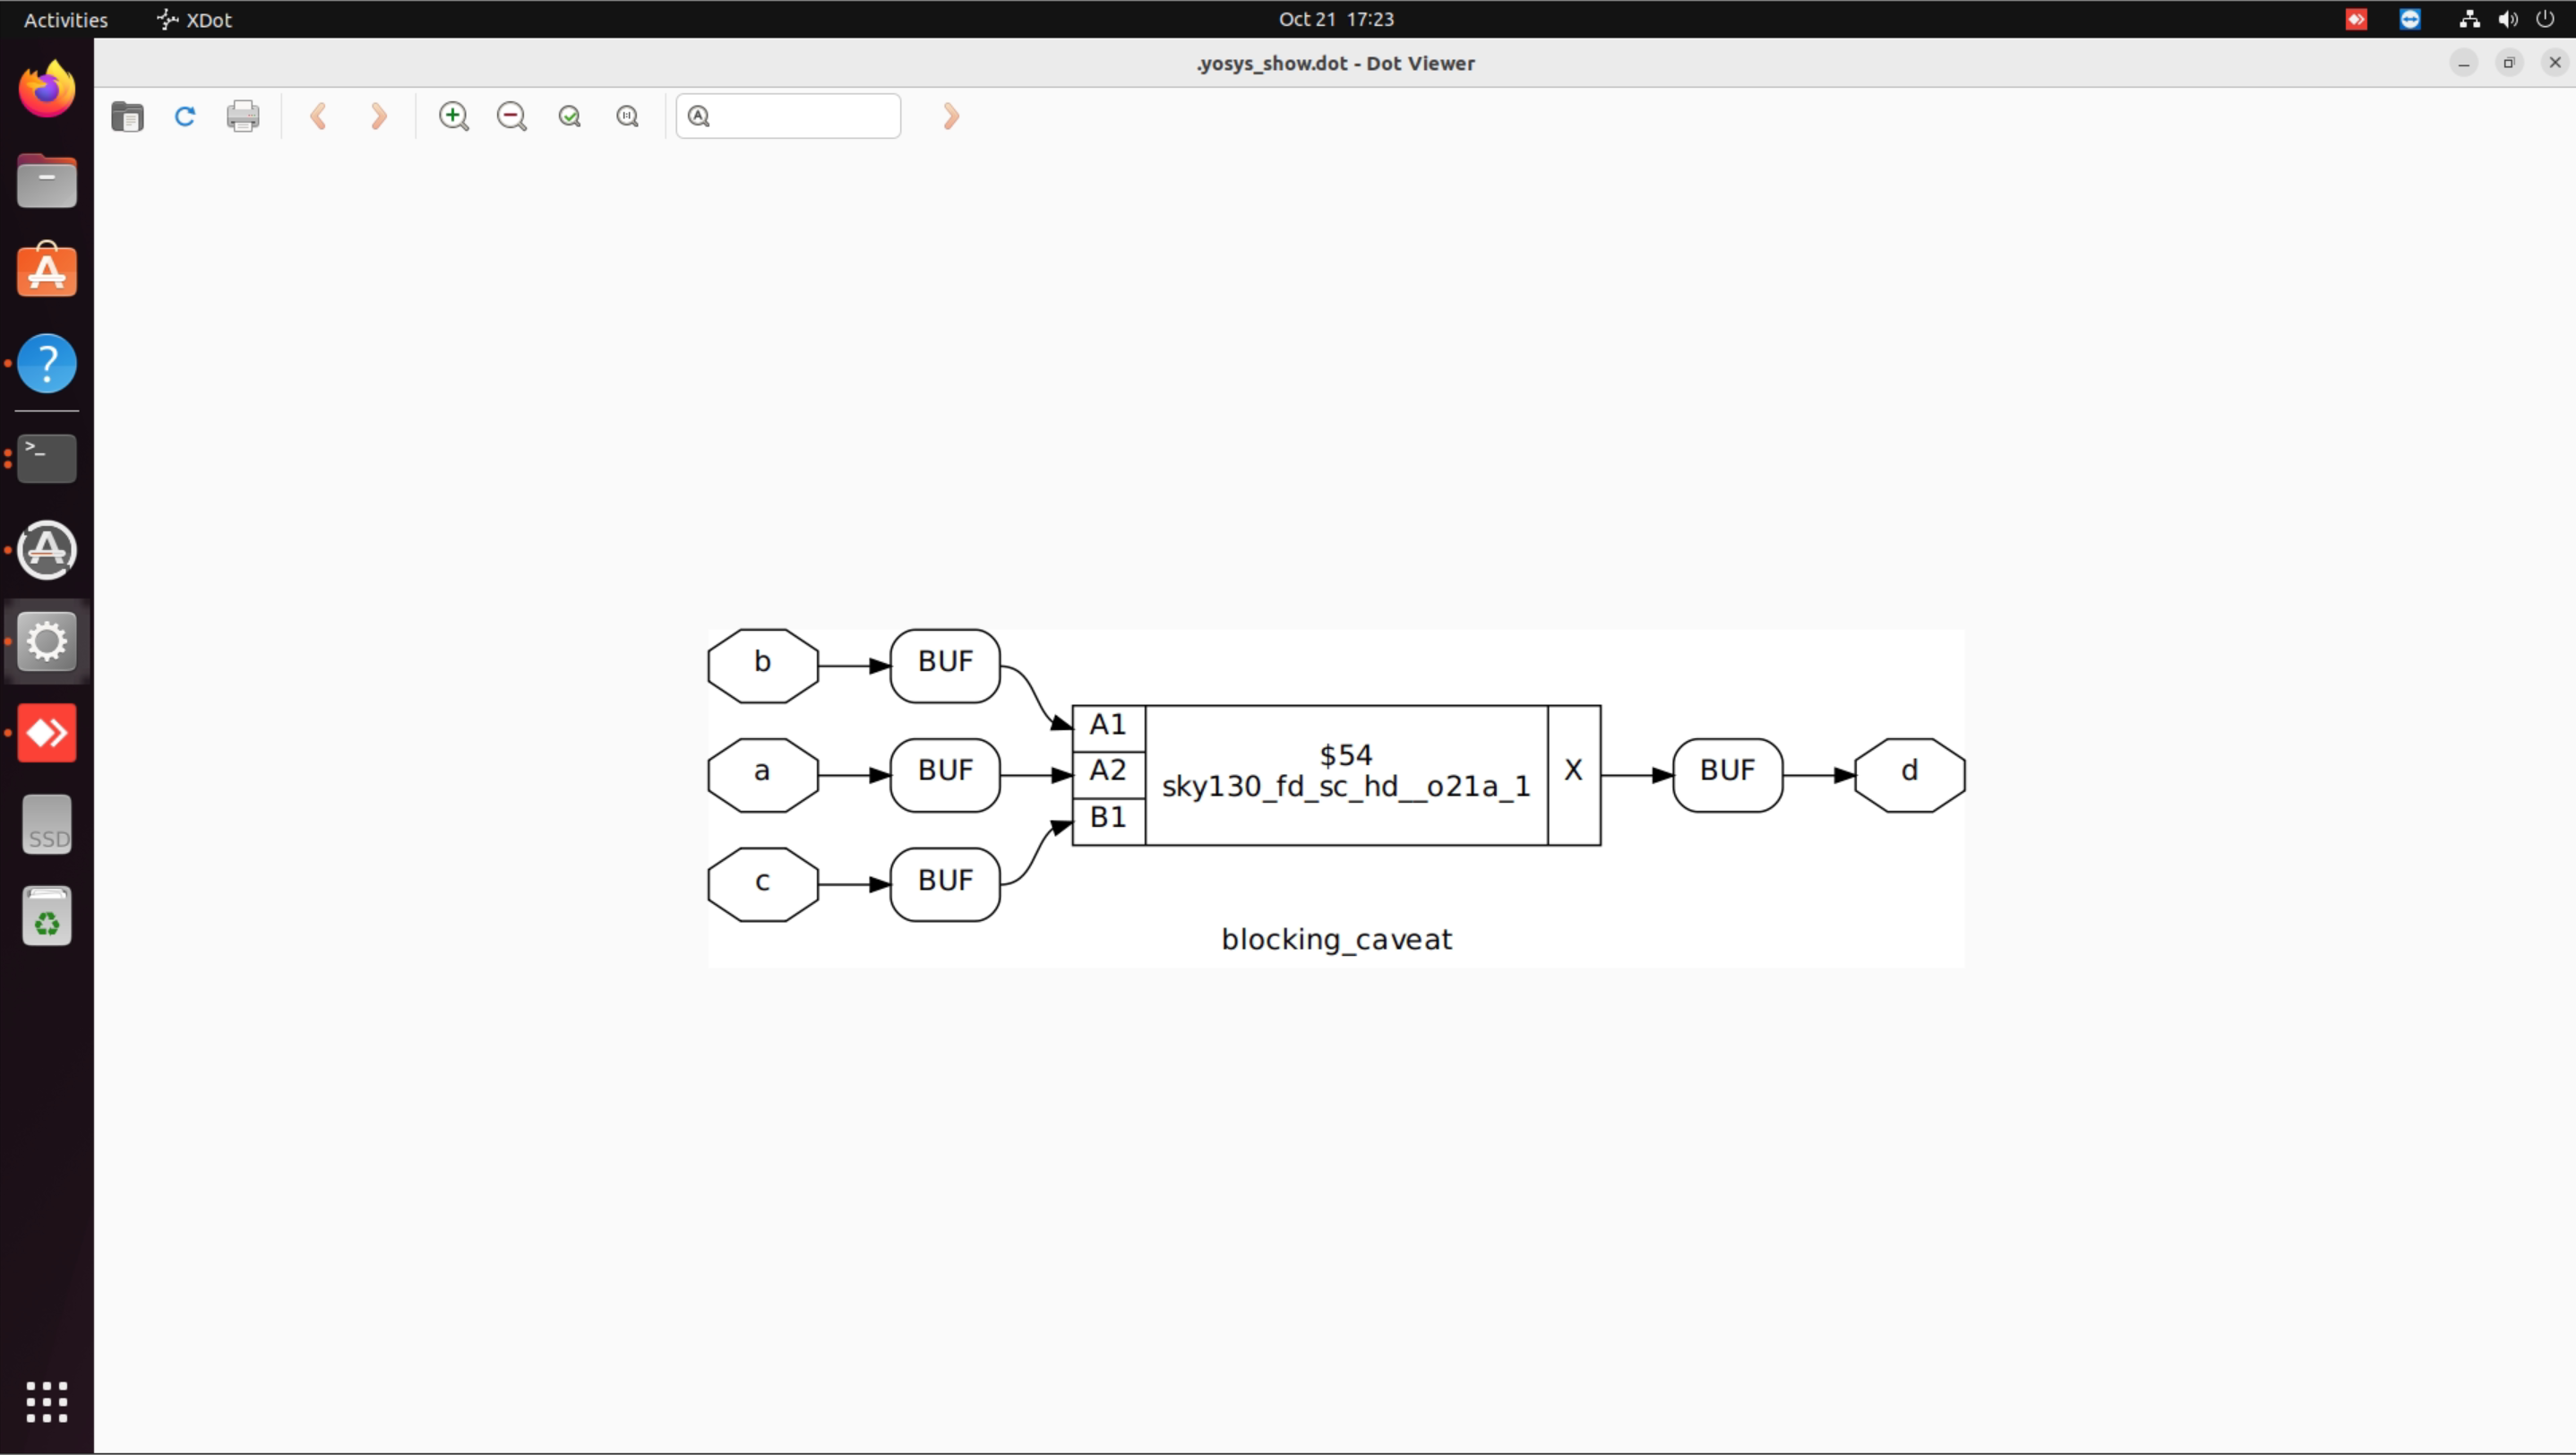 Activities XDot Oct 21 17:23
.yosys_show.dot - Dot Viewer
b BUF
A1
a BUF A2 $54 X BUF d
sky130_fd_sc_hd__o21a_1
B1
c BUF
blocking_caveat
SSD